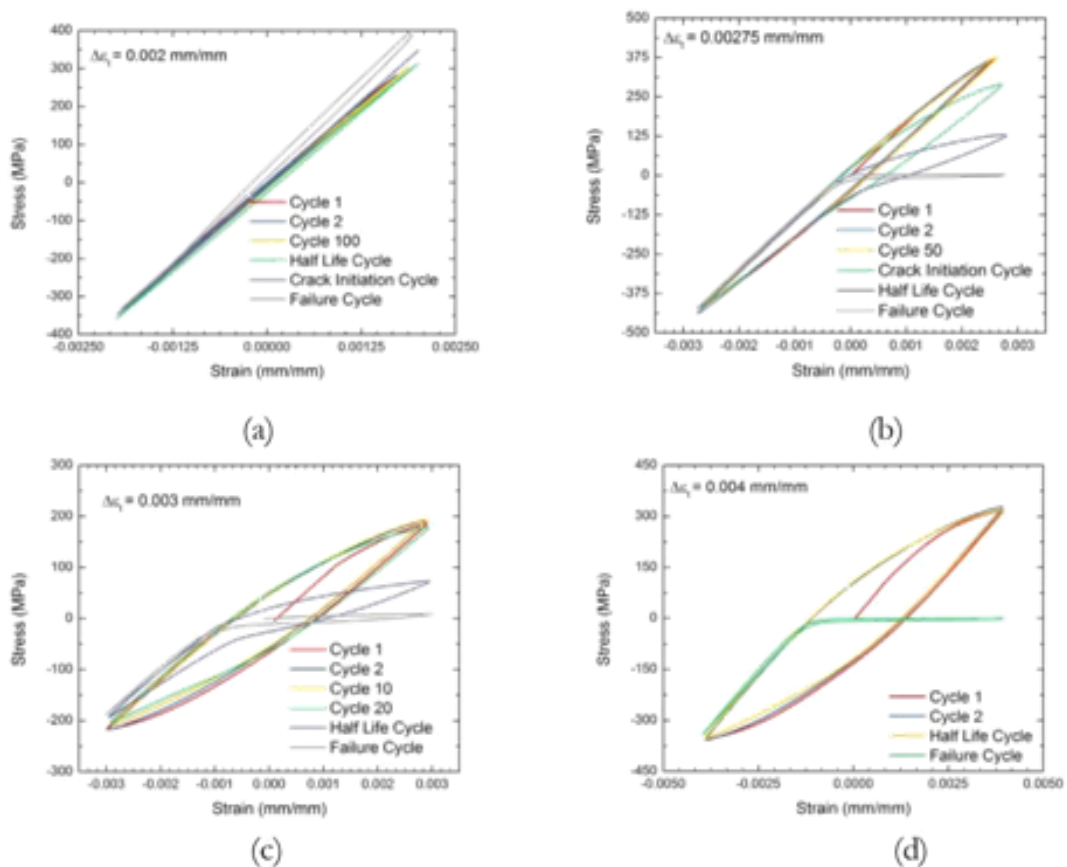 Δεt = 0.002 mm/mm
Stress (MPa)
400
300
200
100
0
-100
-200
-300
-400
Cycle 1
Cycle 2
Cycle 100
Half Life Cycle
Crack Initiation Cycle
Failure Cycle
-0.00250 -0.00125 0.00000 0.00125 0.00250
Strain (mm/mm)
(a)
Δεt = 0.00275 mm/mm
Stress (MPa)
500
375
250
125
0
-125
-250
-375
-500
Cycle 1
Cycle 2
Cycle 50
Crack Initiation Cycle
Half Life Cycle
Failure Cycle
-0.003 -0.002 -0.001 0.000 0.001 0.002 0.003
Strain (mm/mm)
(b)
Δεt = 0.003 mm/mm
Stress (MPa)
300
200
100
0
-100
-200
-300
Cycle 1
Cycle 2
Cycle 10
Cycle 20
Half Life Cycle
Failure Cycle
-0.003 -0.002 -0.001 0.000 0.001 0.002 0.003
Strain (mm/mm)
(c)
Δεt = 0.004 mm/mm
Stress (MPa)
450
300
150
0
-150
-300
-450
Cycle 1
Cycle 2
Half Life Cycle
Failure Cycle
-0.0050 -0.0025 0.0000 0.0025 0.0050
Strain (mm/mm)
(d)